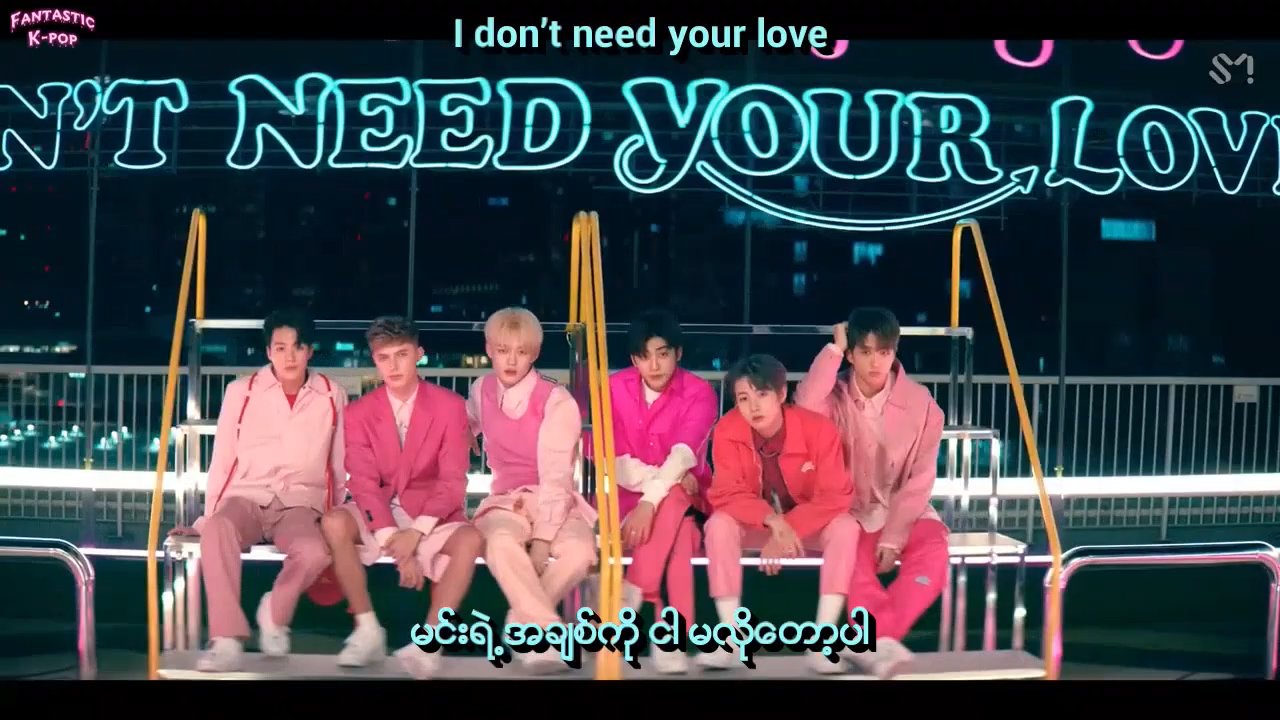 FANTASTIC
K-POP
I don't need your love
SM
N'T NEED YOUR LOV
မင်းရဲ့အချစ်ကို ငါ မလိုတော့ပါ